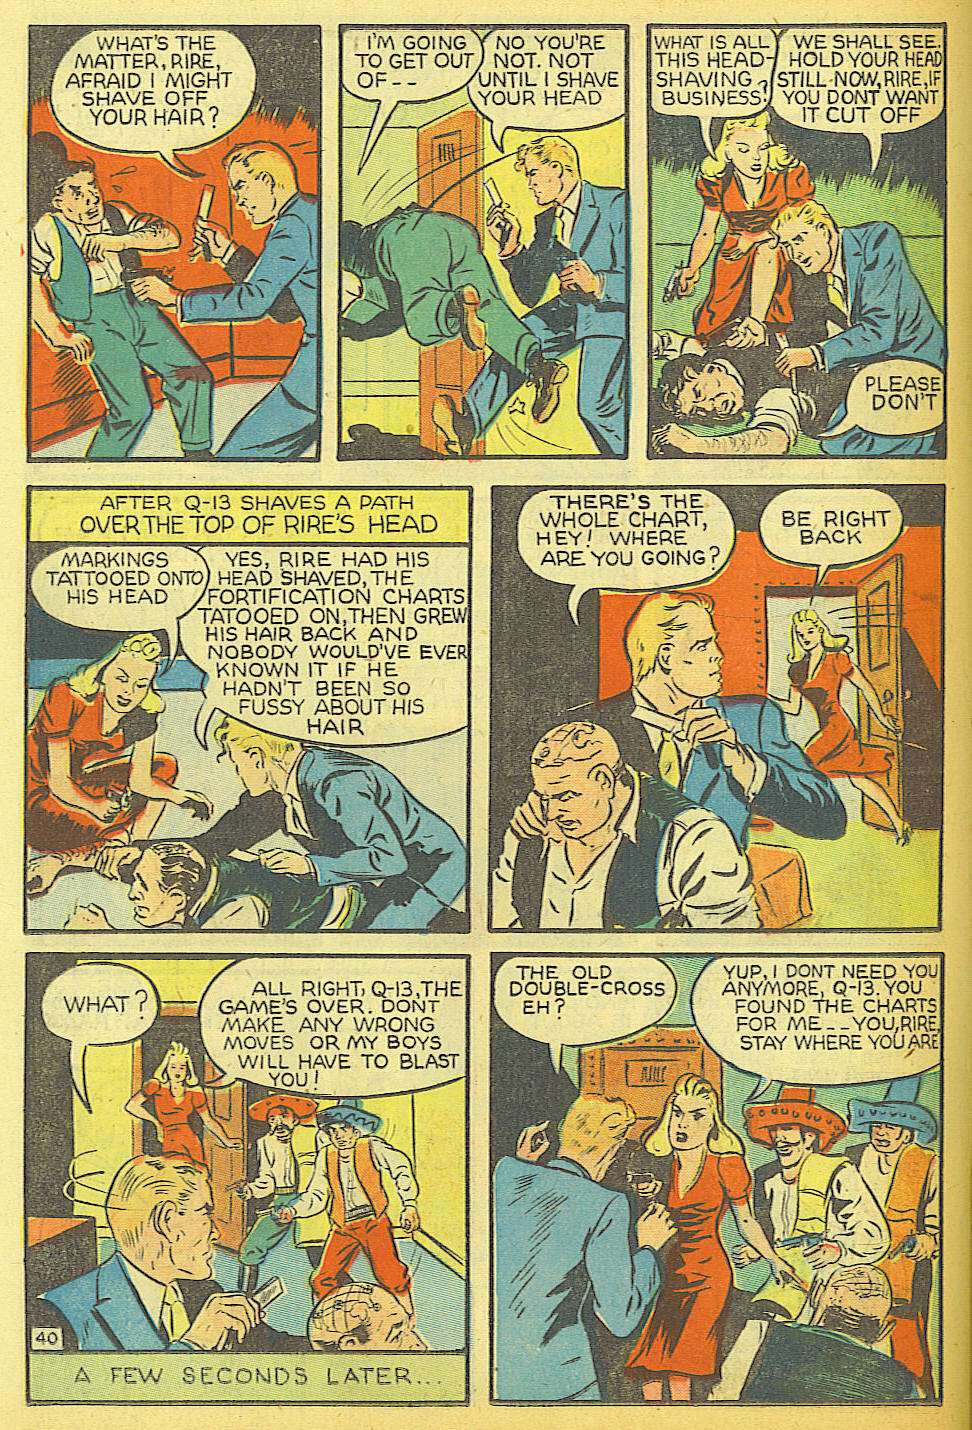 WHAT'S THE
MATTER, RIRE,
AFRAID I MIGHT
SHAVE OFF
YOUR HAIR?
I'M GOING
TO GET OUT
OF--
NO YOU'RE
NOT. NOT
UNTIL I SHAVE
YOUR HEAD
WHAT IS ALL
THIS HEAD-
SHAVING
BUSINESS?
WE SHALL SEE.
HOLD YOUR HEAD
STILL NOW, RIRE, IF
YOU DONT WANT
IT CUT OFF
PLEASE
DON'T
AFTER Q-13 SHAVES A PATH
OVER THE TOP OF RIRE'S HEAD
MARKINGS
TATTOOED ONTO
HIS HEAD
YES, RIRE HAD HIS
HEAD SHAVED, THE
FORTIFICATION CHARTS
TATOOED ON, THEN GREW
HIS HAIR BACK AND
NOBODY WOULD'VE EVER
KNOWN IT IF HE
HADN'T BEEN SO
FUSSY ABOUT HIS
HAIR
THERE'S THE
WHOLE CHART,
HEY! WHERE
ARE YOU GOING?
BE RIGHT
BACK
WHAT?
ALL RIGHT, Q-13, THE
GAME'S OVER. DONT
MAKE ANY WRONG
MOVES OR MY BOYS
WILL HAVE TO BLAST
YOU!
40
A FEW SECONDS LATER...
THE OLD
DOUBLE-CROSS
EH?
YUP, I DONT NEED YOU
ANYMORE, Q-13. YOU
FOUND THE CHARTS
FOR ME--YOU, RIRE,
STAY WHERE YOU ARE